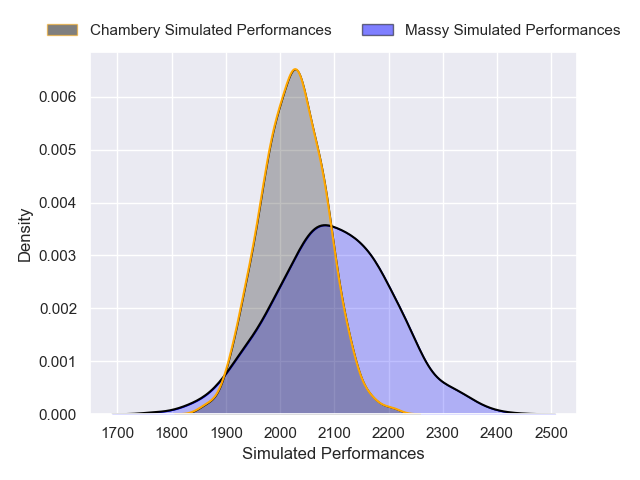 Chambery Simulated Performances
Massy Simulated Performances
0.006
0.005
0.004
0.003
0.002
0.001
0.000
Density
1700 1800 1900 2000 2100 2200 2300 2400 2500
Simulated Performances